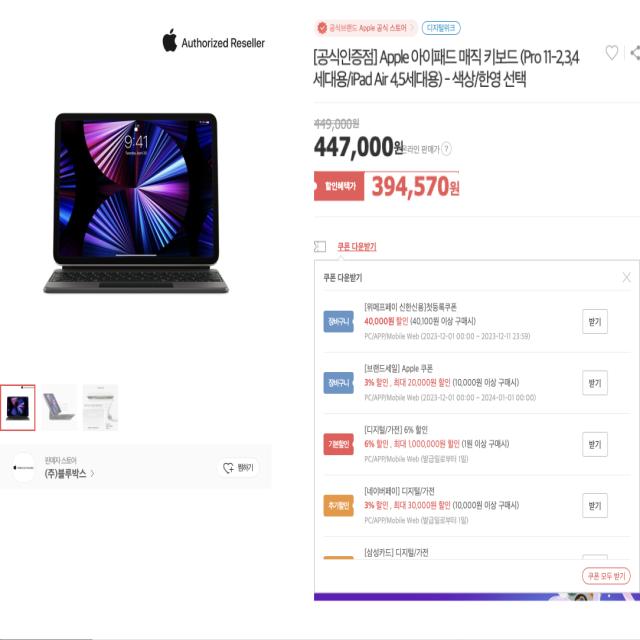 Authorized Reseller
공식브랜드 Apple 공식 스토어 >
디지털위크
[공식인증점] Apple 아이패드 매직 키보드 (Pro 11-2,3,4
세대용/iPad Air 4,5세대용) - 색상/한영 선택
449,000원
447,000원 온라인 판매가 ?
할인혜택가 394,570원
쿠폰 다운받기
쿠폰 다운받기
[위메프페이 신한신용]첫등록쿠폰
장바구니 40,000원 할인 (40,100원 이상 구매시) 받기
PC/APP/Mobile Web (2023-12-01 00:00 ~ 2023-12-11 23:59)
[브랜드세일] Apple 쿠폰
장바구니 3% 할인 , 최대 20,000원 할인 (10,000원 이상 구매시) 받기
PC/APP/Mobile Web (2023-12-01 00:00 ~ 2024-01-01 00:00)
[디지털/가전] 6% 할인
기본할인 6% 할인 , 최대 1,000,000원 할인 (1원 이상 구매시) 받기
PC/APP/Mobile Web (발급일로부터 1일)
[네이버페이] 디지털/가전
추가할인 3% 할인 , 최대 30,000원 할인 (10,000원 이상 구매시) 받기
PC/APP/Mobile Web (발급일로부터 1일)
[삼성카드] 디지털/가전
쿠폰 모두 받기
9:41
판매자 스토어
(주)블루박스 >
찜하기